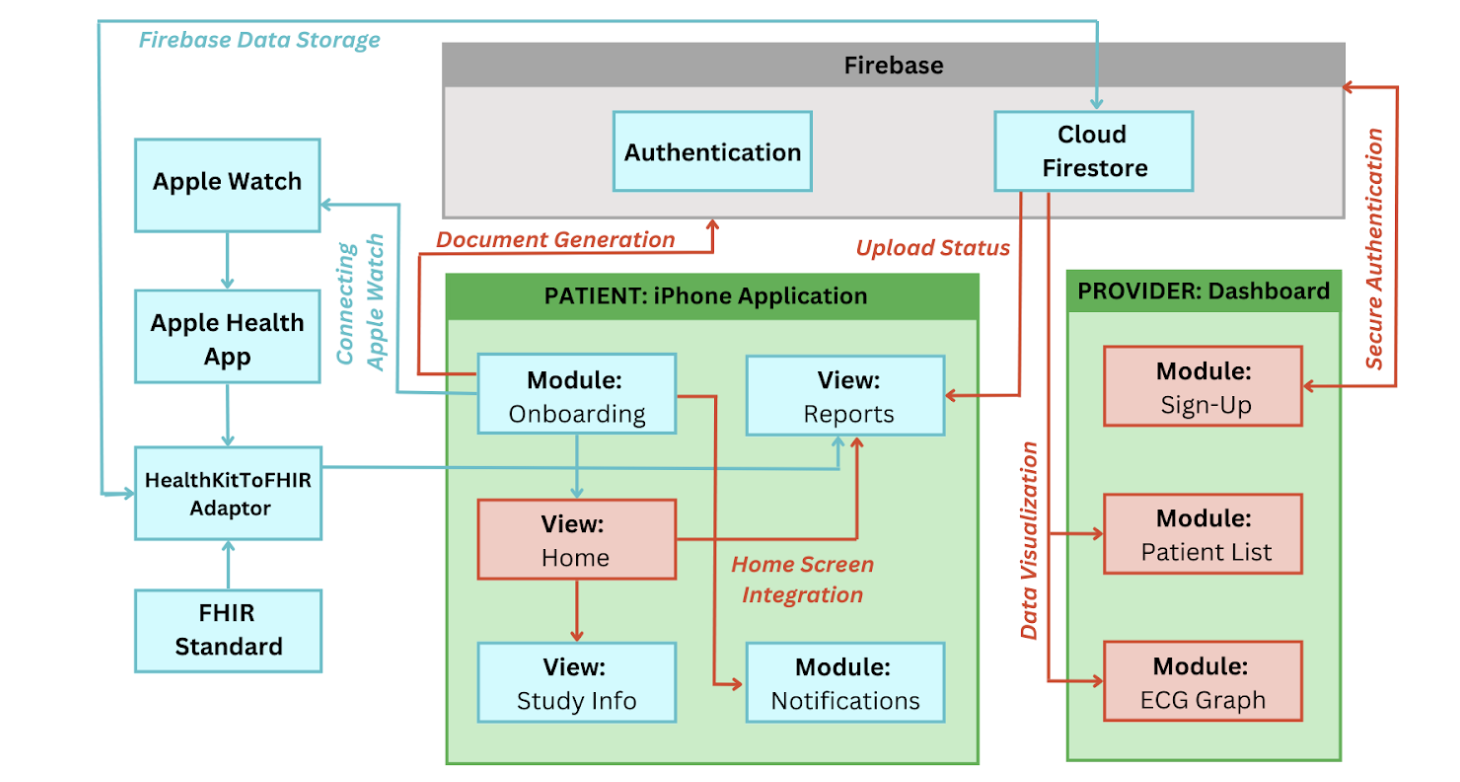 Firebase Data Storage
Firebase
Authentication
Cloud
Firestore
Secure Authentication
Apple Watch
Connecting
Apple Watch
Document Generation
Upload Status
Apple Health
App
HealthKitToFHIR
Adaptor
FHIR
Standard
PATIENT: iPhone Application
Module:
Onboarding
View:
Reports
View:
Home
Home Screen
Integration
View:
Study Info
Module:
Notifications
Data Visualization
PROVIDER: Dashboard
Module:
Sign-Up
Module:
Patient List
Module:
ECG Graph